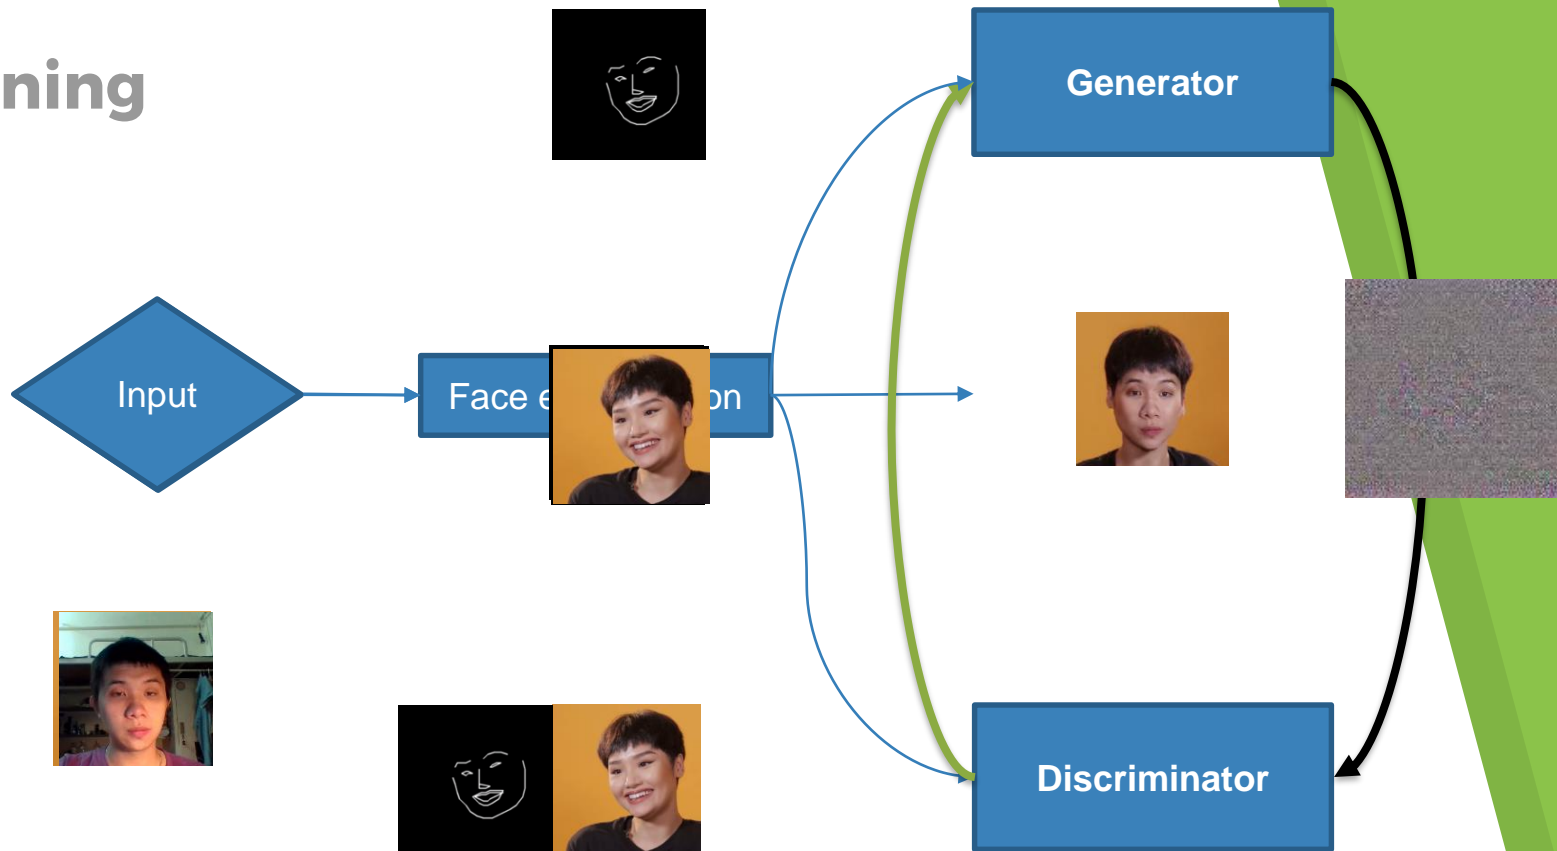 ning
Generator
Input
Face e on
Discriminator